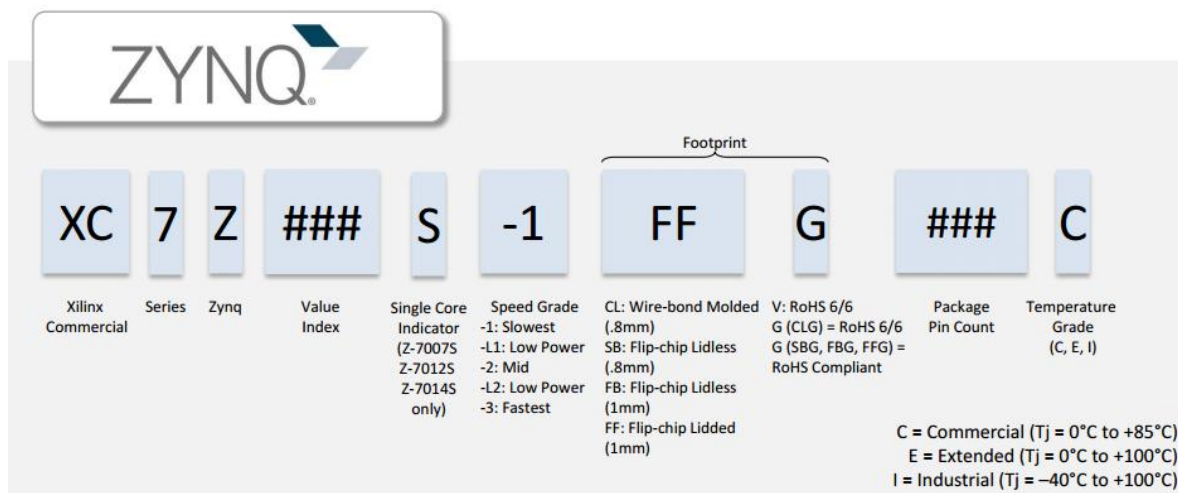 ZYNQ®
Footprint
XC 7 Z ### S -1 FF G ### C
Xilinx
Commercial
Series
Zynq
Value
Index
Single Core
Indicator
(Z-7007S
Z-7012S
Z-7014S
only)
Speed Grade
-1: Slowest
-L1: Low Power
-2: Mid
-L2: Low Power
-3: Fastest
CL: Wire-bond Molded
(.8mm)
SB: Flip-chip Lidless
(.8mm)
FB: Flip-chip Lidless
(1mm)
FF: Flip-chip Lidded
(1mm)
V: RoHS 6/6
G (CLG) = RoHS 6/6
G (SBG, FBG, FFG) =
RoHS Compliant
Package
Pin Count
Temperature
Grade
(C, E, I)
C = Commercial (Tj = 0°C to +85°C)
E = Extended (Tj = 0°C to +100°C)
I = Industrial (Tj = –40°C to +100°C)